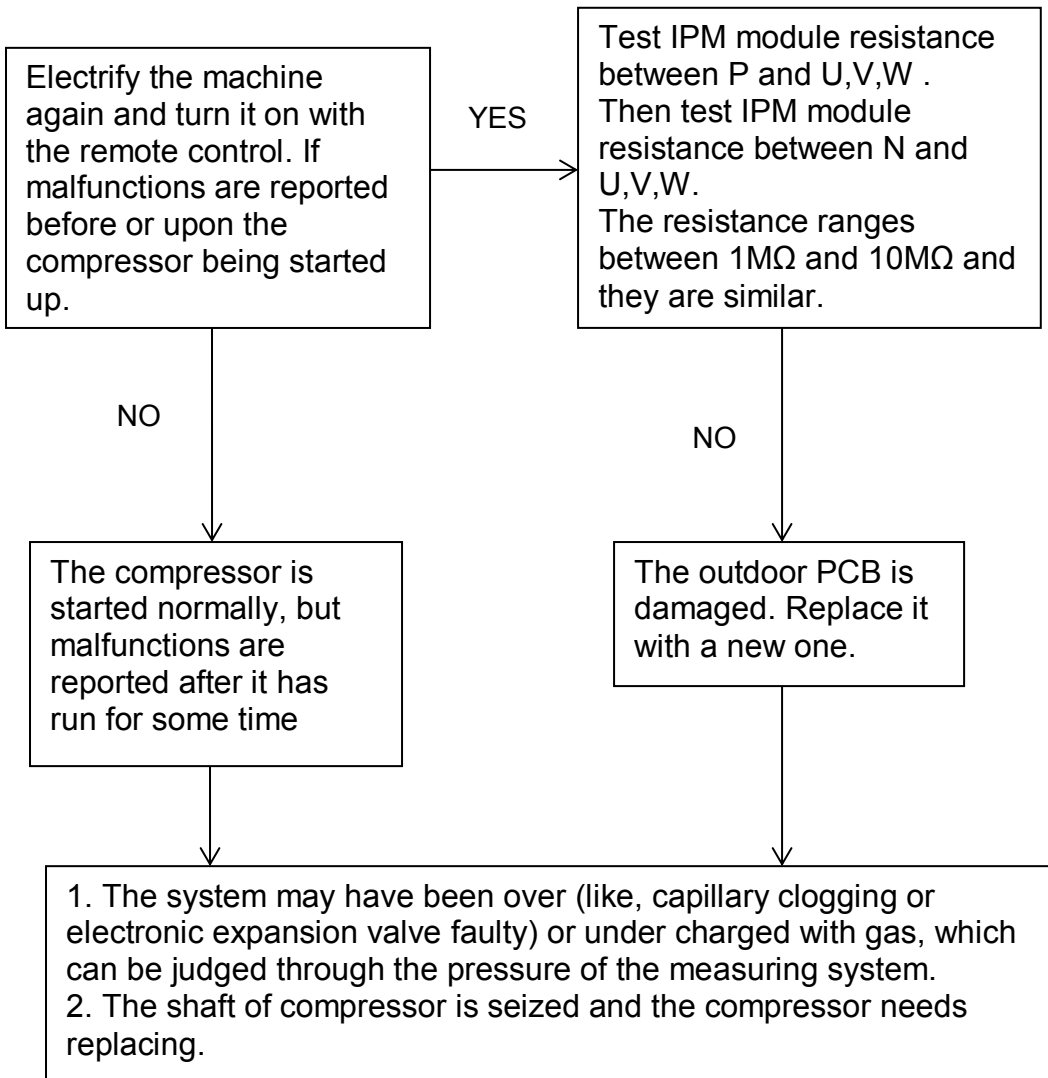 Electrify the machine
again and turn it on with
the remote control. If
malfunctions are reported
before or upon the
compressor being started
up.
YES
Test IPM module resistance
between P and U,V,W .
Then test IPM module
resistance between N and
U,V,W.
The resistance ranges
between 1MΩ and 10MΩ and
they are similar.
NO
NO
The compressor is
started normally, but
malfunctions are
reported after it has
run for some time
The outdoor PCB is
damaged. Replace it
with a new one.
1. The system may have been over (like, capillary clogging or
electronic expansion valve faulty) or under charged with gas, which
can be judged through the pressure of the measuring system.
2. The shaft of compressor is seized and the compressor needs
replacing.